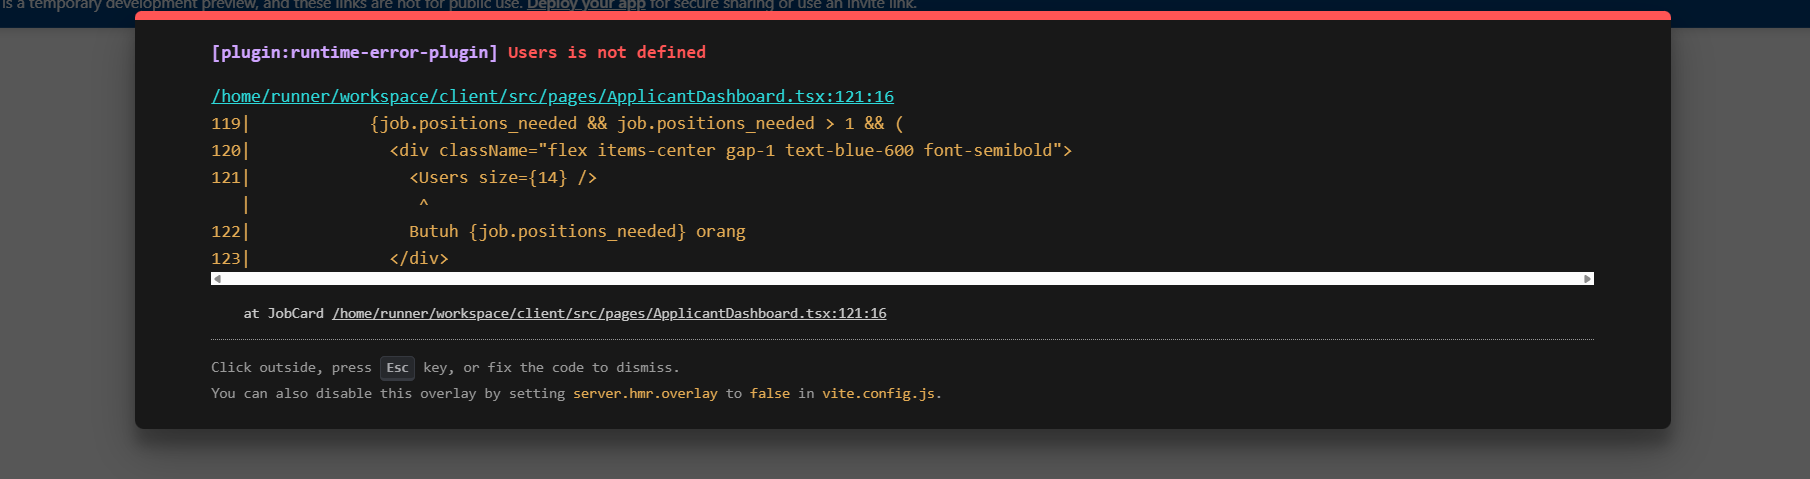 is a temporary development preview, and these links are not for public use. Deploy your app for secure sharing or use an invite link.
[plugin:runtime-error-plugin] Users is not defined
/home/runner/workspace/client/src/pages/ApplicantDashboard.tsx:121:16
119|            {job.positions_needed && job.positions_needed > 1 && (
120|              <div className="flex items-center gap-1 text-blue-600 font-semibold">
121|                <Users size={14} />
   |                 ^
122|                Butuh {job.positions_needed} orang
123|              </div>
at JobCard /home/runner/workspace/client/src/pages/ApplicantDashboard.tsx:121:16
Click outside, press Esc key, or fix the code to dismiss.
You can also disable this overlay by setting server.hmr.overlay to false in vite.config.js.